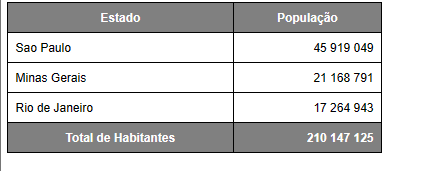 Estado População
Sao Paulo 45 919 049
Minas Gerais 21 168 791
Rio de Janeiro 17 264 943
Total de Habitantes 210 147 125